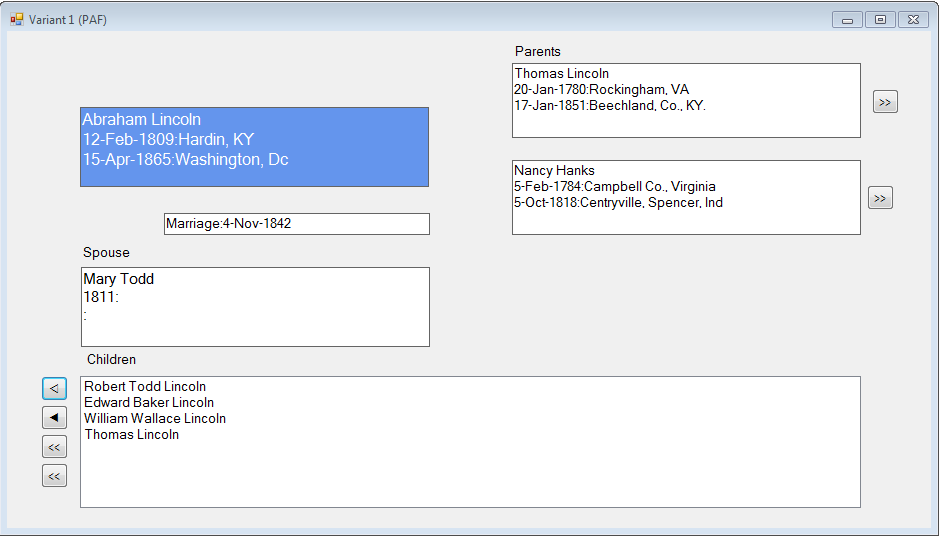 Variant 1 (PAF)
Parents
Thomas Lincoln
20-Jan-1780:Rockingham, VA
17-Jan-1851:Beechland, Co., KY.
>>
Abraham Lincoln
12-Feb-1809:Hardin, KY
15-Apr-1865:Washington, Dc
Nancy Hanks
5-Feb-1784:Campbell Co., Virginia
5-Oct-1818:Centryville, Spencer, Ind
>>
Marriage:4-Nov-1842
Spouse
Mary Todd
1811:
:
Children
Robert Todd Lincoln
Edward Baker Lincoln
William Wallace Lincoln
Thomas Lincoln
<
◄
<<
<<